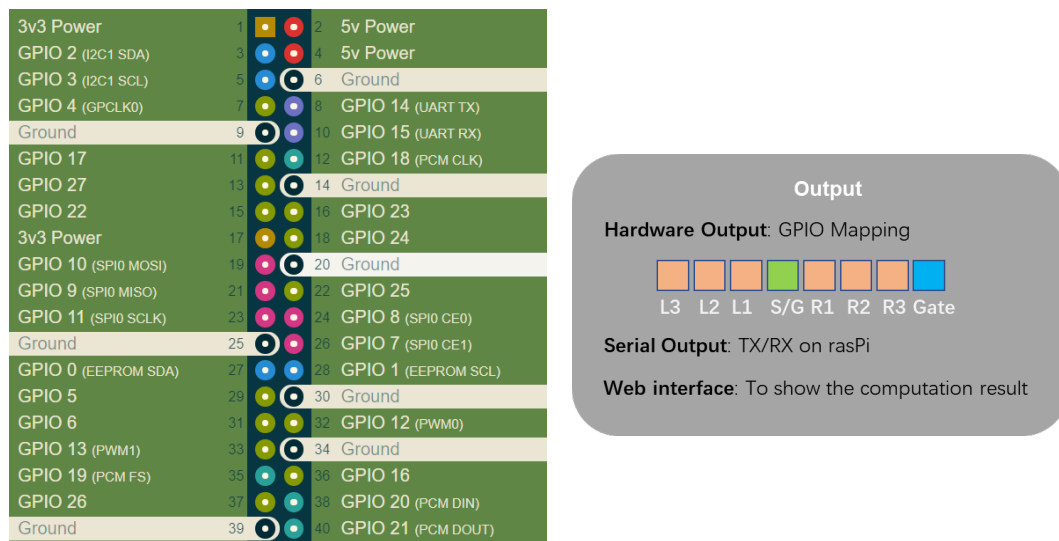 3v3 Power 1 2 5v Power
GPIO 2 (I2C1 SDA) 3 4 5v Power
GPIO 3 (I2C1 SCL) 5 6 Ground
GPIO 4 (GPCLK0) 7 8 GPIO 14 (UART TX)
Ground 9 10 GPIO 15 (UART RX)
GPIO 17 11 12 GPIO 18 (PCM CLK)
GPIO 27 13 14 Ground
GPIO 22 15 16 GPIO 23
3v3 Power 17 18 GPIO 24
GPIO 10 (SPI0 MOSI) 19 20 Ground
GPIO 9 (SPI0 MISO) 21 22 GPIO 25
GPIO 11 (SPI0 SCLK) 23 24 GPIO 8 (SPI0 CE0)
Ground 25 26 GPIO 7 (SPI0 CE1)
GPIO 0 (EEPROM SDA) 27 28 GPIO 1 (EEPROM SCL)
GPIO 5 29 30 Ground
GPIO 6 31 32 GPIO 12 (PWM0)
GPIO 13 (PWM1) 33 34 Ground
GPIO 19 (PCM FS) 35 36 GPIO 16
GPIO 26 37 38 GPIO 20 (PCM DIN)
Ground 39 40 GPIO 21 (PCM DOUT)
Output
Hardware Output: GPIO Mapping
L3 L2 L1 S/G R1 R2 R3 Gate
Serial Output: TX/RX on rasPi
Web interface: To show the computation result